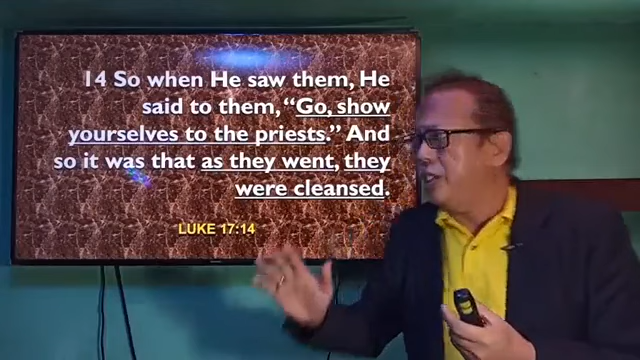 14 So when He saw them, He
said to them, “Go, show
yourselves to the priests.” And
so it was that as they went, they
were cleansed.
LUKE 17:14